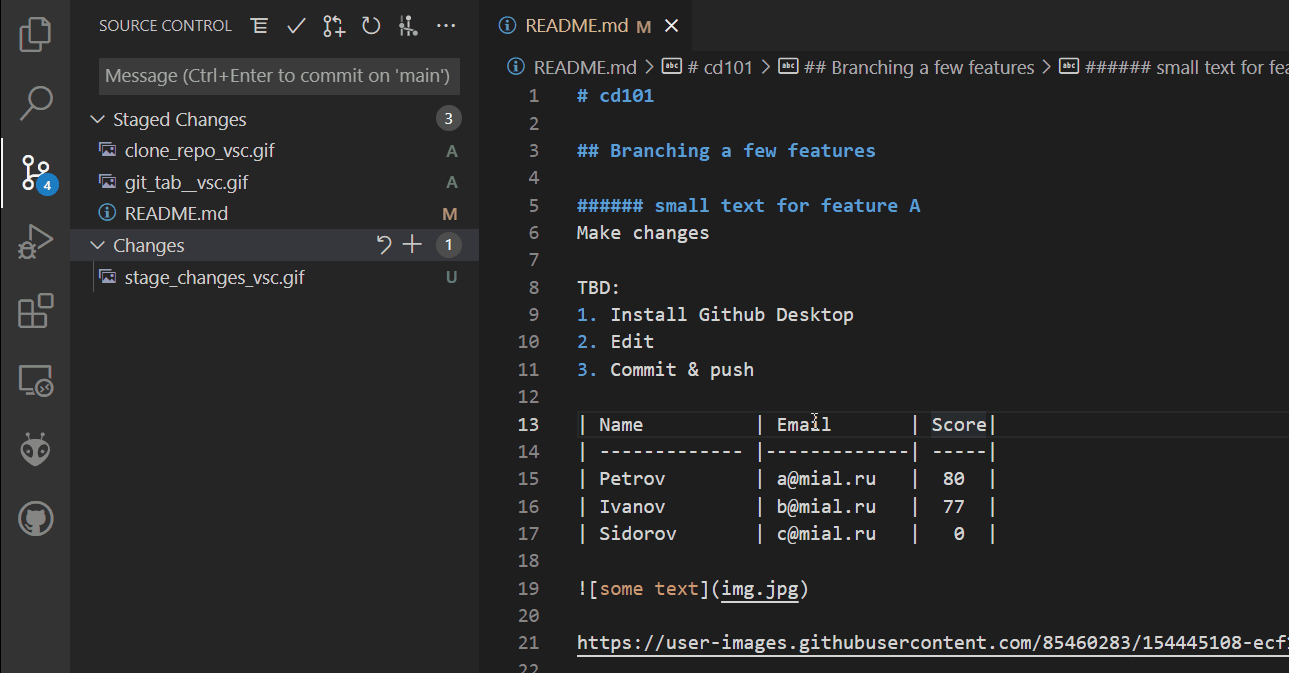 SOURCE CONTROL
Message (Ctrl+Enter to commit on 'main')
Staged Changes 3
clone_repo_vsc.gif A
git_tab__vsc.gif A
README.md M
Changes 1
stage_changes_vsc.gif U
4
README.md M
README.md > # cd101 > ## Branching a few features > ###### small text for fea
1 # cd101
2
3 ## Branching a few features
4
5 ###### small text for feature A
6 Make changes
7
8 TBD:
9 1. Install Github Desktop
10 2. Edit
11 3. Commit & push
12
13 | Name | Email | Score|
14 | ------------- |-------------| -----|
15 | Petrov | a@mial.ru | 80 |
16 | Ivanov | b@mial.ru | 77 |
17 | Sidorov | c@mial.ru | 0 |
18
19 ![some text](img.jpg)
20
21 https://user-images.githubusercontent.com/85460283/154445108-ecf
22